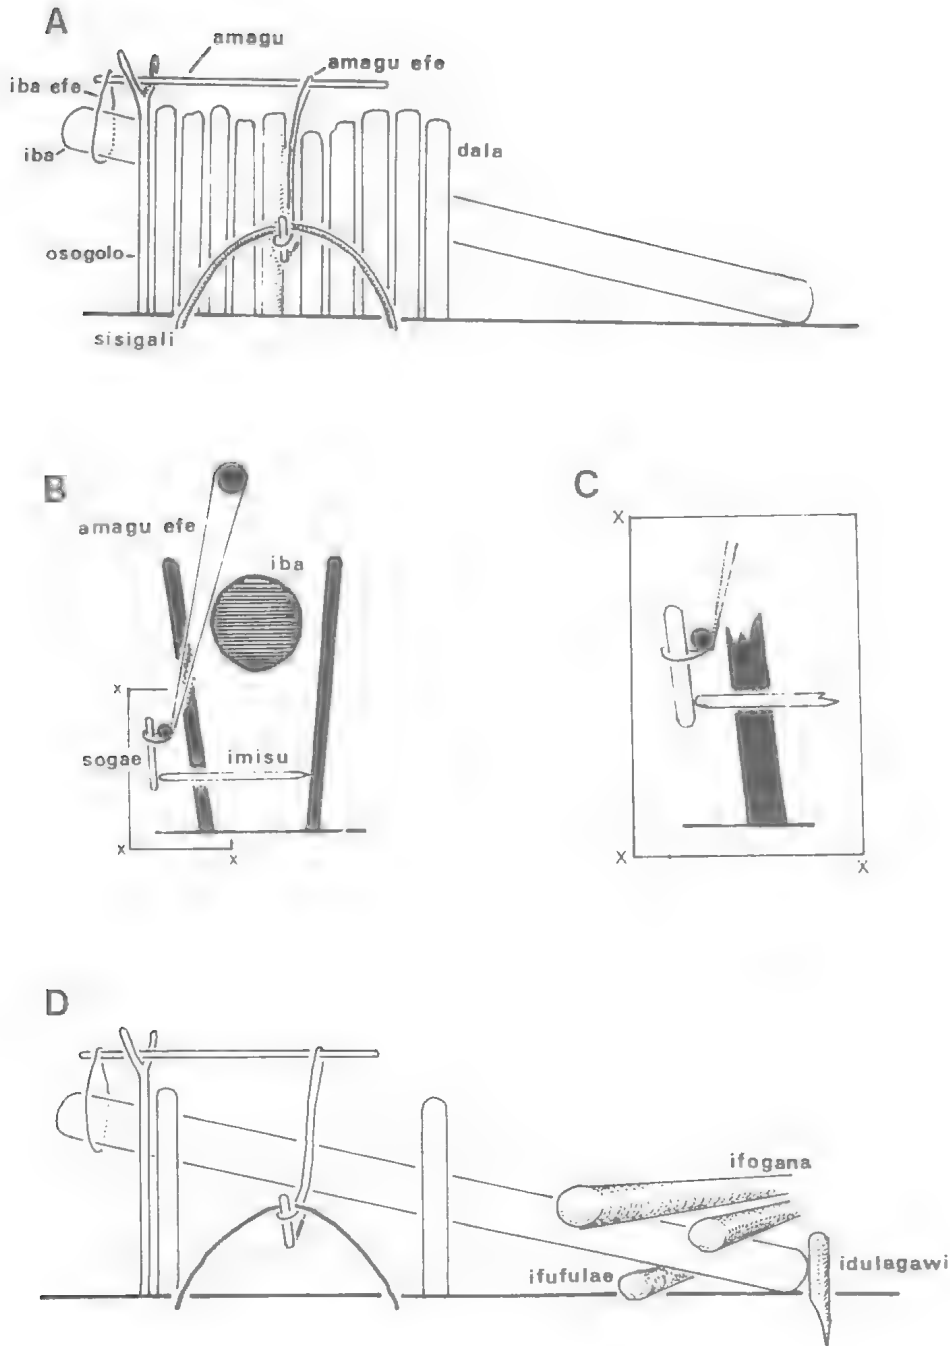 A
amagu
amagu efe
iba efe
iba
dala
osogolo
sisigali
B
C
x
amagu efe
iba
x
sogae
imisu
x
x
x
x
D
ifogana
ifufulae
idulagawi